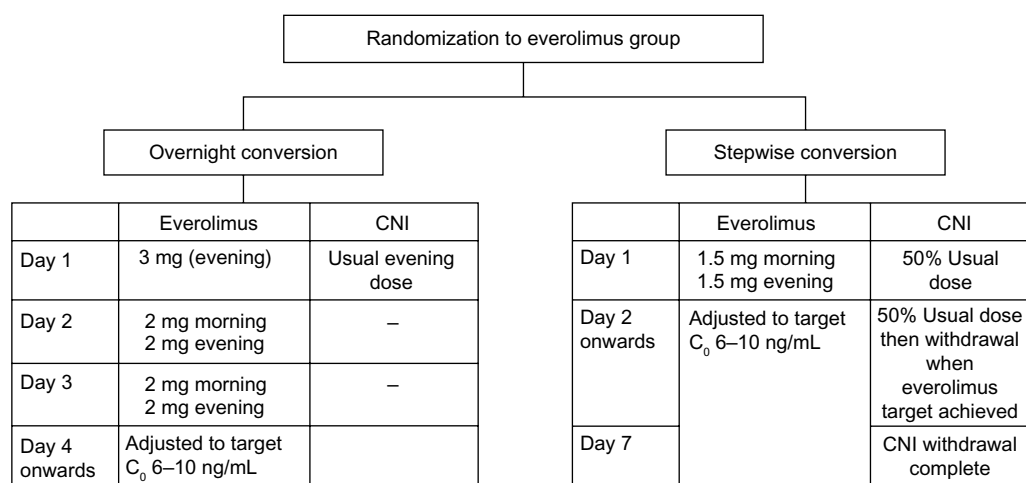 Randomization to everolimus group
Overnight conversion
Everolimus CNI
Day 1 3 mg (evening) Usual evening
dose
Day 2 2 mg morning –
2 mg evening
Day 3 2 mg morning –
2 mg evening
Day 4 Adjusted to target
onwards C0 6–10 ng/mL
Stepwise conversion
Everolimus CNI
Day 1 1.5 mg morning 50% Usual
1.5 mg evening dose
Day 2 Adjusted to target 50% Usual dose
onwards C0 6–10 ng/mL then withdrawal
when
everolimus
target achieved
Day 7 CNI withdrawal
complete